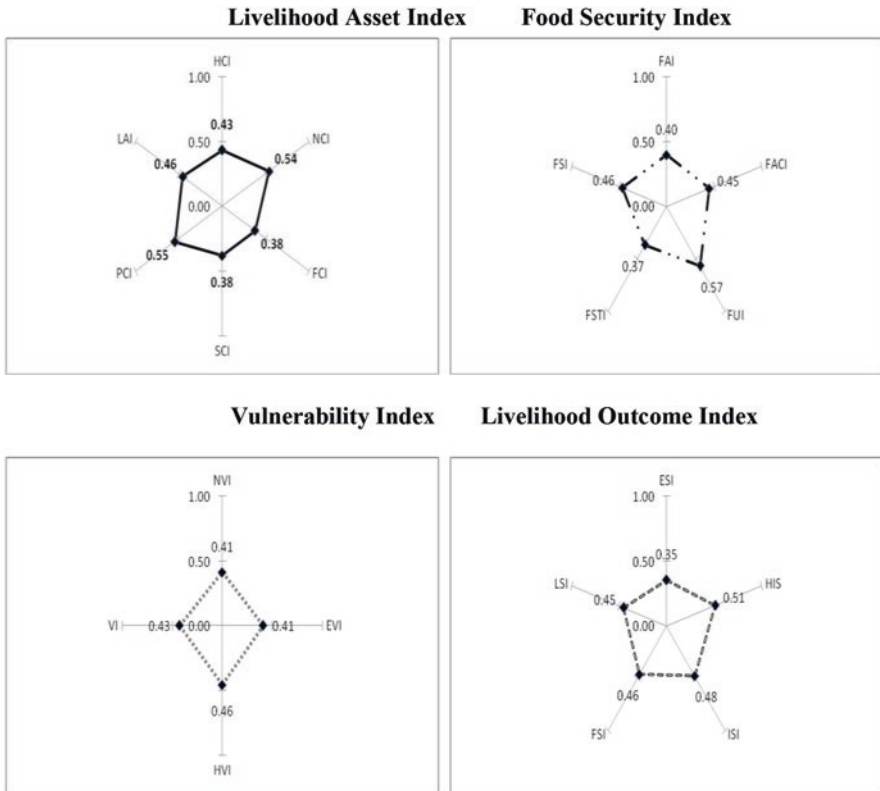 Livelihood Asset Index
HCI
1.00
0.43
0.50
LAI
NCI
0.46
0.54
0.00
0.55
0.38
PCI
FCI
0.38
SCI
Food Security Index
FAI
1.00
0.40
0.50
FSI
FACI
0.46
0.45
0.00
0.37
0.57
FSTI
FUI
Vulnerability Index
NVI
1.00
0.41
0.50
VI
0.43
0.00
0.41
EVI
0.46
HVI
Livelihood Outcome Index
ESI
1.00
0.35
0.50
LSI
HIS
0.45
0.51
0.00
0.46
0.48
FSI
ISI